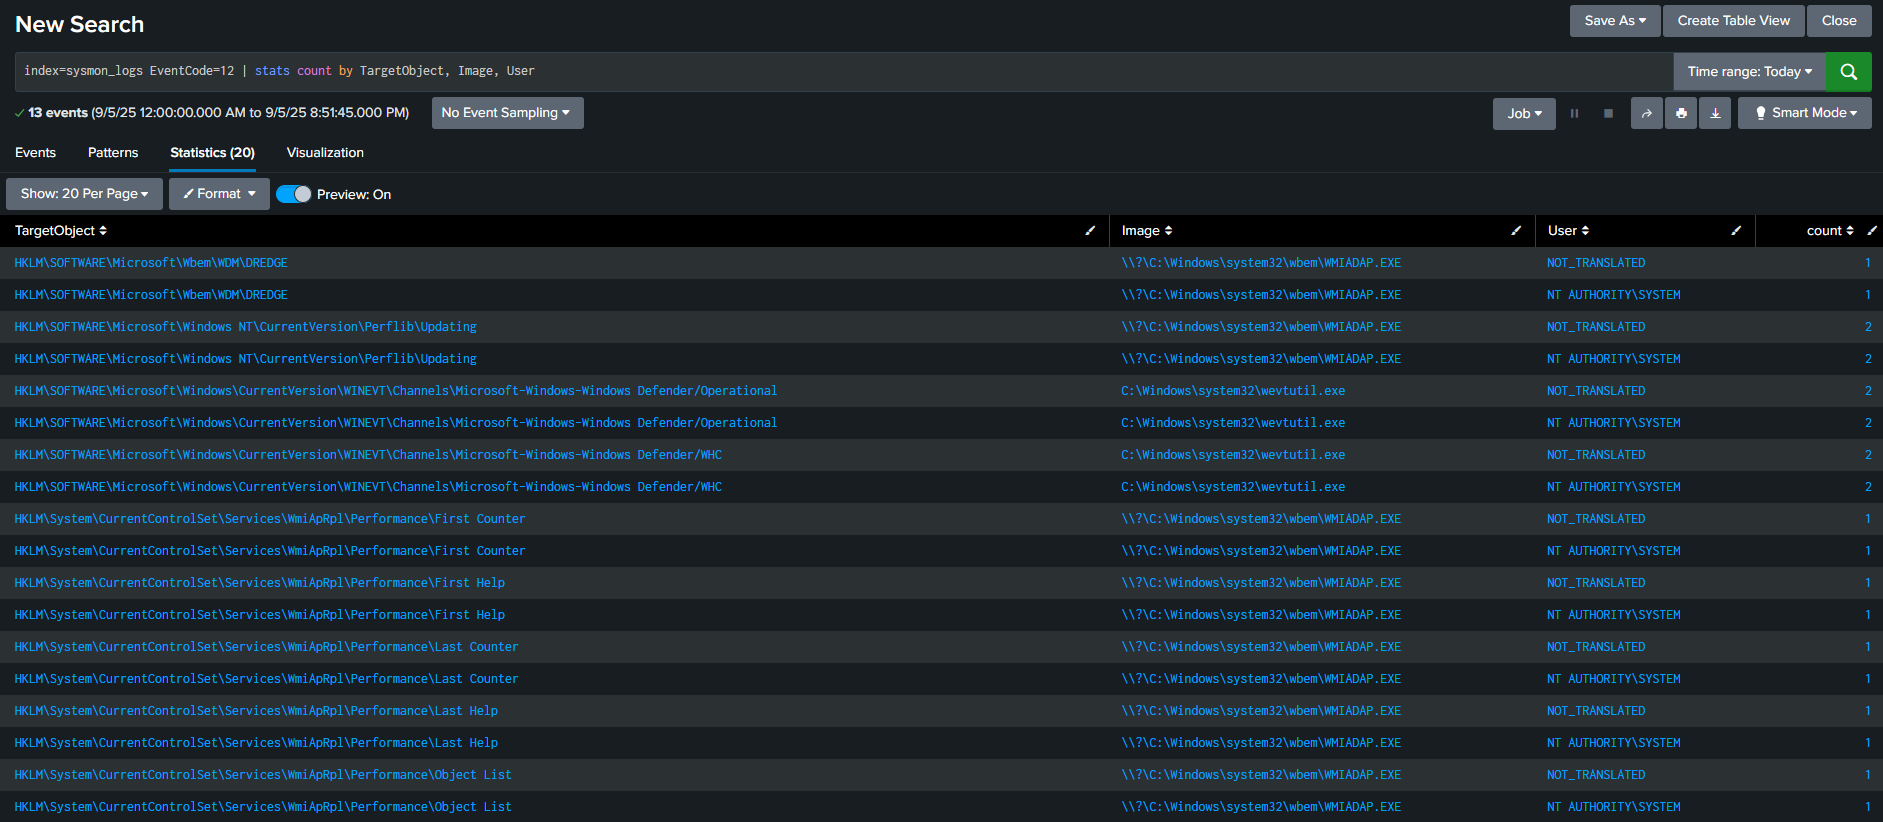 New Search
Save As
Create Table View
Close
index=sysmon_logs EventCode=12 | stats count by TargetObject, Image, User
Time range: Today
13 events (9/5/25 12:00:00.000 AM to 9/5/25 8:51:45.000 PM)
No Event Sampling
Job
Smart Mode
Events
Patterns
Statistics (20)
Visualization
Show: 20 Per Page
Format
Preview: On
TargetObject Image User count
HKLM\SOFTWARE\Microsoft\Wbem\WDM\DREDGE \\?\C:\Windows\system32\wbem\WMIADAP.EXE NOT_TRANSLATED 1
HKLM\SOFTWARE\Microsoft\Wbem\WDM\DREDGE \\?\C:\Windows\system32\wbem\WMIADAP.EXE NT AUTHORITY\SYSTEM 1
HKLM\SOFTWARE\Microsoft\Windows NT\CurrentVersion\Perflib\Updating \\?\C:\Windows\system32\wbem\WMIADAP.EXE NOT_TRANSLATED 2
HKLM\SOFTWARE\Microsoft\Windows NT\CurrentVersion\Perflib\Updating \\?\C:\Windows\system32\wbem\WMIADAP.EXE NT AUTHORITY\SYSTEM 2
HKLM\SOFTWARE\Microsoft\Windows\CurrentVersion\WINEVT\Channels\Microsoft-Windows-Windows Defender/Operational C:\Windows\system32\wevtutil.exe NOT_TRANSLATED 2
HKLM\SOFTWARE\Microsoft\Windows\CurrentVersion\WINEVT\Channels\Microsoft-Windows-Windows Defender/Operational C:\Windows\system32\wevtutil.exe NT AUTHORITY\SYSTEM 2
HKLM\SOFTWARE\Microsoft\Windows\CurrentVersion\WINEVT\Channels\Microsoft-Windows-Windows Defender/WHC C:\Windows\system32\wevtutil.exe NOT_TRANSLATED 2
HKLM\SOFTWARE\Microsoft\Windows\CurrentVersion\WINEVT\Channels\Microsoft-Windows-Windows Defender/WHC C:\Windows\system32\wevtutil.exe NT AUTHORITY\SYSTEM 2
HKLM\System\CurrentControlSet\Services\WmiApRpl\Performance\First Counter \\?\C:\Windows\system32\wbem\WMIADAP.EXE NOT_TRANSLATED 1
HKLM\System\CurrentControlSet\Services\WmiApRpl\Performance\First Counter \\?\C:\Windows\system32\wbem\WMIADAP.EXE NT AUTHORITY\SYSTEM 1
HKLM\System\CurrentControlSet\Services\WmiApRpl\Performance\First Help \\?\C:\Windows\system32\wbem\WMIADAP.EXE NOT_TRANSLATED 1
HKLM\System\CurrentControlSet\Services\WmiApRpl\Performance\First Help \\?\C:\Windows\system32\wbem\WMIADAP.EXE NT AUTHORITY\SYSTEM 1
HKLM\System\CurrentControlSet\Services\WmiApRpl\Performance\Last Counter \\?\C:\Windows\system32\wbem\WMIADAP.EXE NOT_TRANSLATED 1
HKLM\System\CurrentControlSet\Services\WmiApRpl\Performance\Last Counter \\?\C:\Windows\system32\wbem\WMIADAP.EXE NT AUTHORITY\SYSTEM 1
HKLM\System\CurrentControlSet\Services\WmiApRpl\Performance\Last Help \\?\C:\Windows\system32\wbem\WMIADAP.EXE NOT_TRANSLATED 1
HKLM\System\CurrentControlSet\Services\WmiApRpl\Performance\Last Help \\?\C:\Windows\system32\wbem\WMIADAP.EXE NT AUTHORITY\SYSTEM 1
HKLM\System\CurrentControlSet\Services\WmiApRpl\Performance\Object List \\?\C:\Windows\system32\wbem\WMIADAP.EXE NOT_TRANSLATED 1
HKLM\System\CurrentControlSet\Services\WmiApRpl\Performance\Object List \\?\C:\Windows\system32\wbem\WMIADAP.EXE NT AUTHORITY\SYSTEM 1